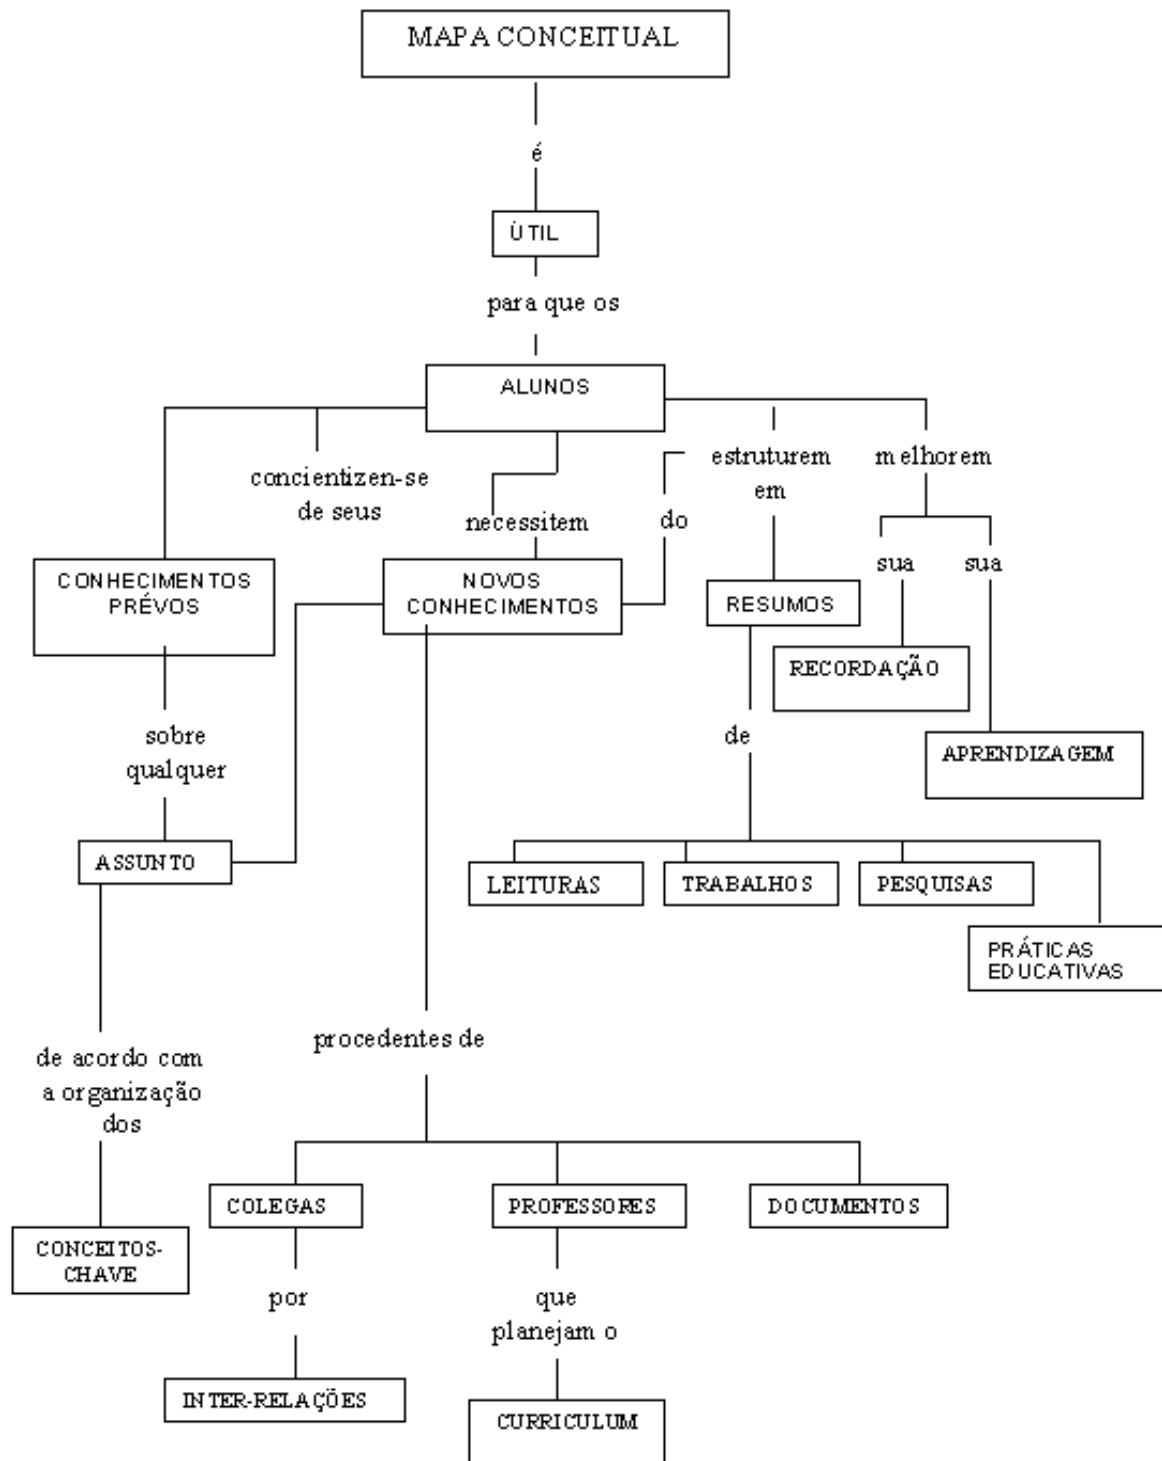 MAPA CONCEITUAL
é
ÙTIL
para que os
ALUNOS
concientizen-se
de seus
necessitem
do
estruturem
em
melhorem
sua
sua
CONHECIMENTOS
PRÉVOS
NOVOS
CONHECIMENTOS
RESUMOS
RECORDAÇÃO
APRENDIZAGEM
sobre
qualquer
de
ASSUNTO
LEITURAS
TRABALHOS
PESQUISAS
PRÁTICAS
EDUCATIVAS
de acordo com
a organização
dos
procedentes de
COLEGAS
PROFESSORES
DOCUMENTOS
CONCEITOS-
CHAVE
por
que
planejam o
INTER-RELAÇÕES
CURRICULUM